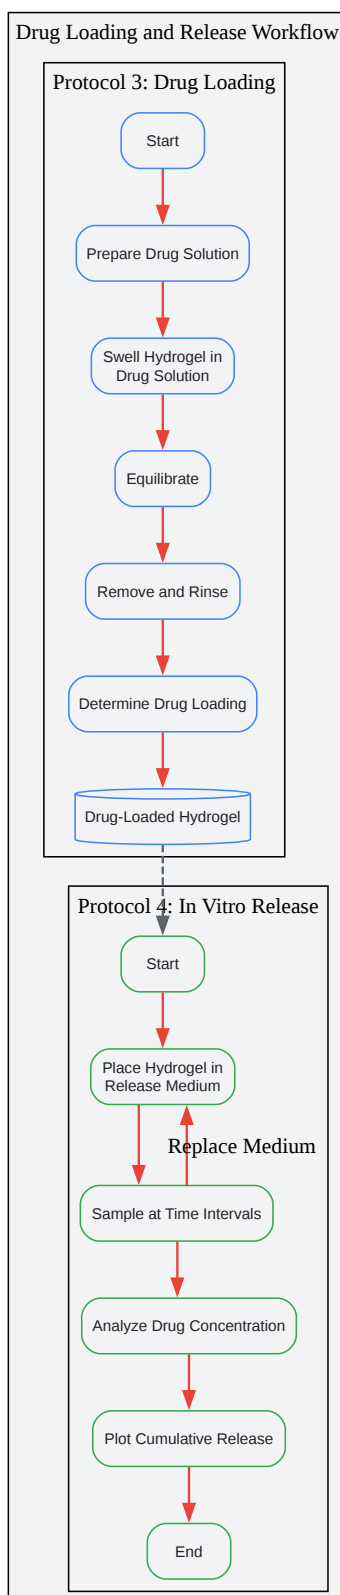 Drug Loading and Release Workflow
Protocol 3: Drug Loading
Start
Prepare Drug Solution
Swell Hydrogel in
Drug Solution
Equilibrate
Remove and Rinse
Determine Drug Loading
Drug-Loaded Hydrogel
Protocol 4: In Vitro Release
Start
Place Hydrogel in
Release Medium
Replace Medium
Sample at Time Intervals
Analyze Drug Concentration
Plot Cumulative Release
End